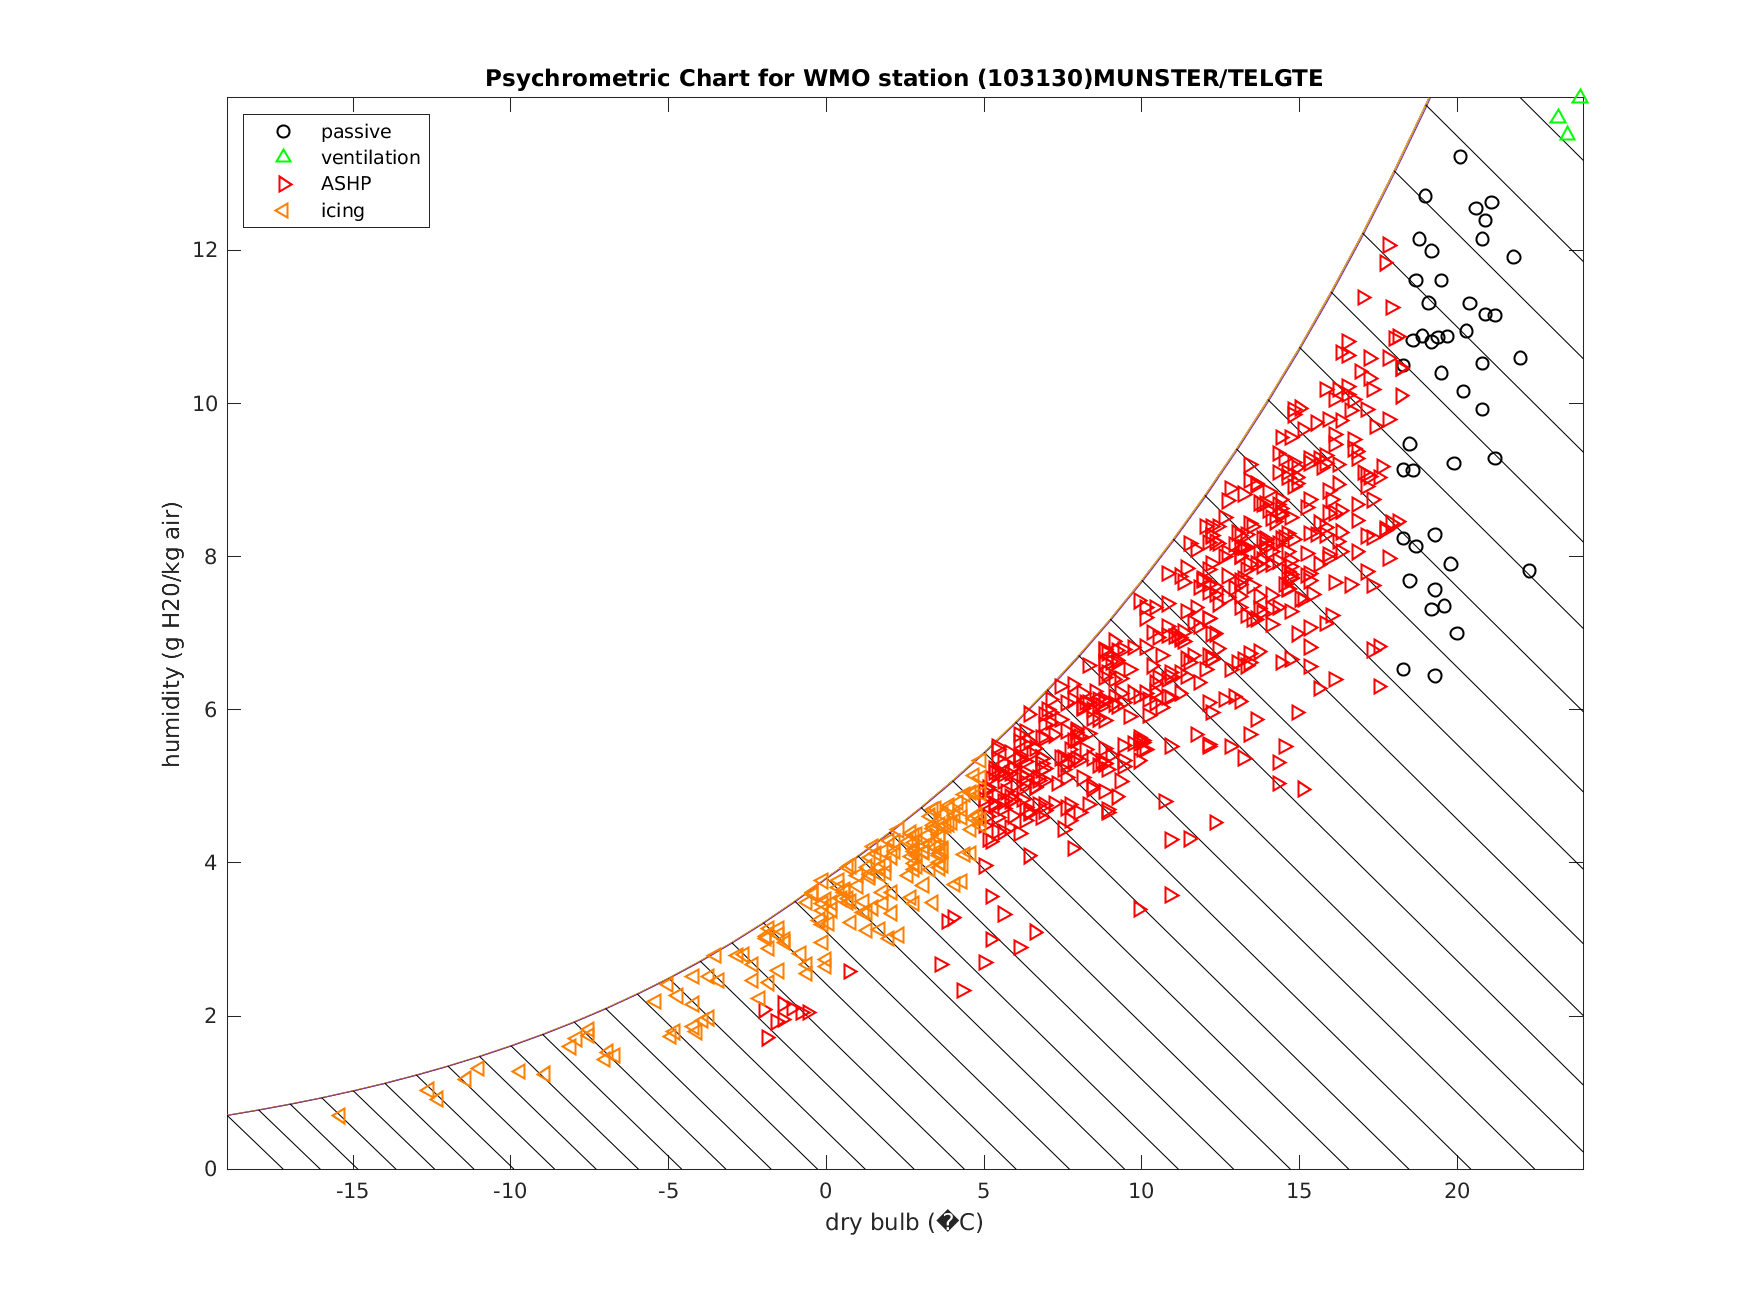 Psychrometric Chart for WMO station (103130)MUNSTER/TELGTE
passive
ventilation
ASHP
icing
humidity (g H20/kg air)
12
10
8
6
4
2
0
-15 -10 -5 0 5 10 15 20
dry bulb (�C)